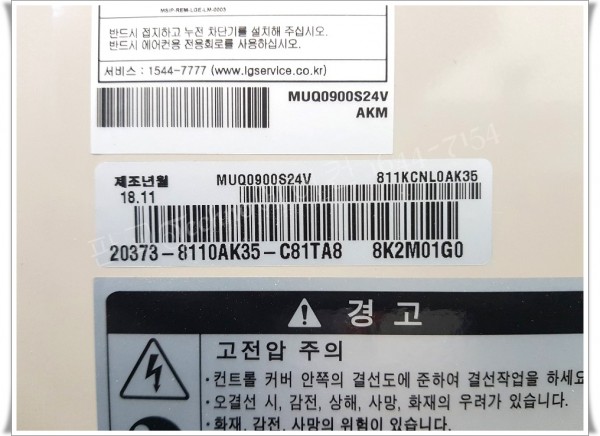 MSIP-REM-LGE-LM-0003
반드시 접지하고 누전 차단기를 설치해 주십시오.
반드시 에어컨용 전용회로를 사용하십시오.
서비스 : 1544-7777 (www.lgservice.co.kr)
MUQ0900S24V
AKM
제조년월 MUQ0900S24V 811KCNL0AK35
18.11
20373-8110AK35-C81TA8 8K2M01G0
경 고
고전압 주의
·컨트롤 커버 안쪽의 결선도에 준하여 결선작업을 하세요
·오결선 시, 감전, 상해, 사망, 화재의 우려가 있습니다.
·화재, 감전, 사망의 위험이 있습니다.